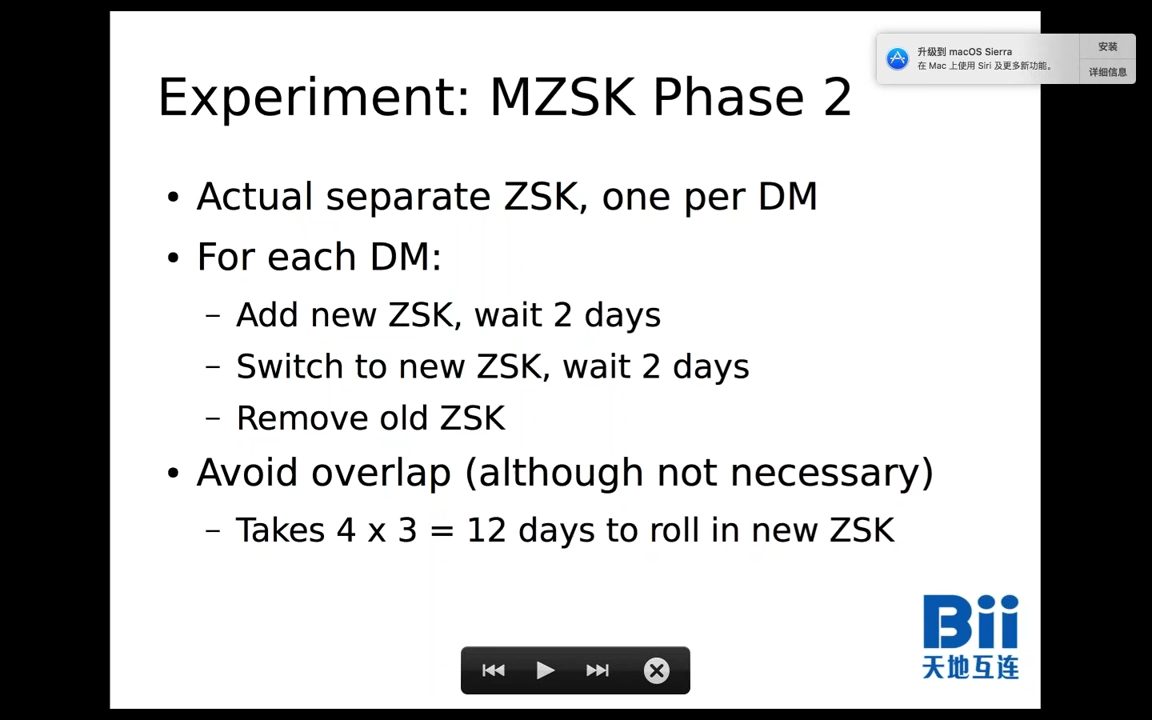 Experiment: MZSK Phase 2
升级到 macOS Sierra
在 Mac 上使用 Siri 及更多新功能。
安装
详细信息
• Actual separate ZSK, one per DM
• For each DM:
– Add new ZSK, wait 2 days
– Switch to new ZSK, wait 2 days
– Remove old ZSK
• Avoid overlap (although not necessary)
– Takes 4 x 3 = 12 days to roll in new ZSK
Bii
天地互连